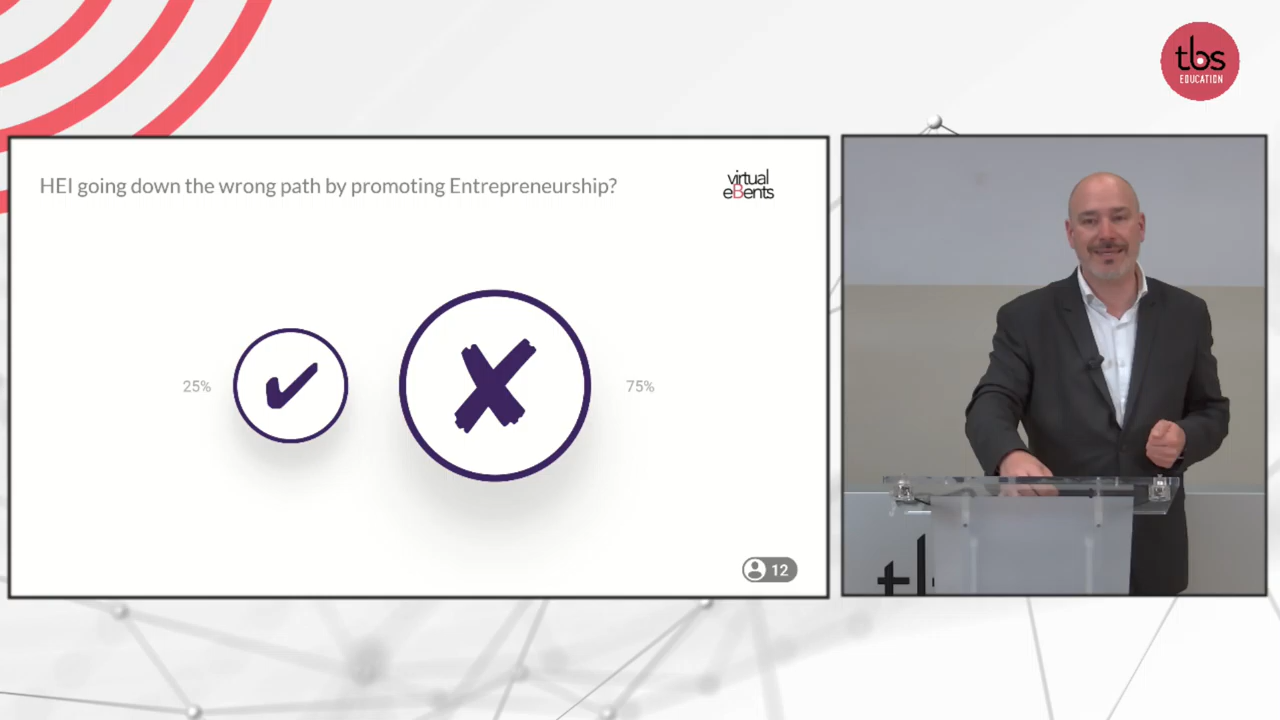 tbs
EDUCATION
HEI going down the wrong path by promoting Entrepreneurship?
virtual
eBents
25%
75%
12